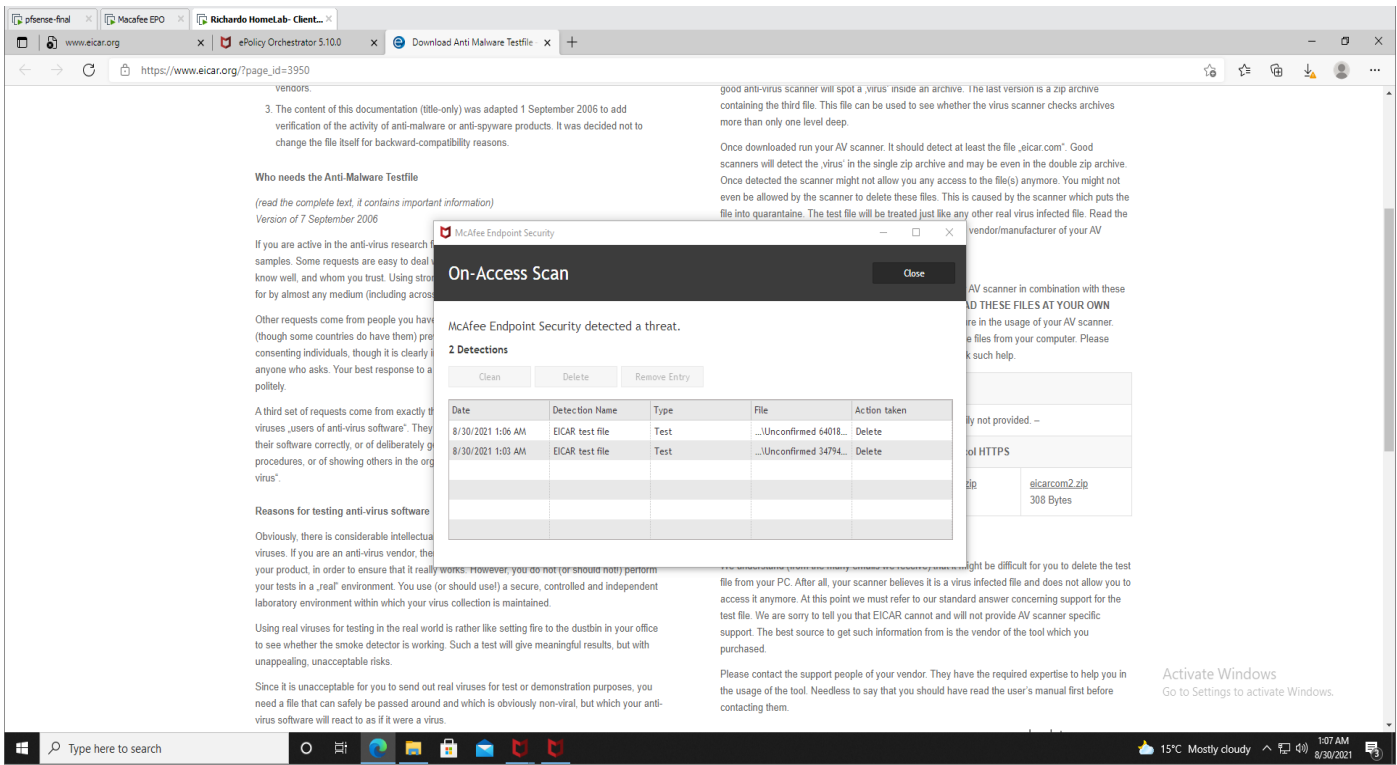 pfsense-final
Macafee EPO
Richardo HomeLab- Client...
www.eicar.org
ePolicy Orchestrator 5.10.0
Download Anti Malware Testfile
https://www.eicar.org/?page_id=3950
vendors.
3. The content of this documentation (title-only) was adapted 1 September 2006 to add
verification of the activity of anti-malware or anti-spyware products. It was decided not to
change the file itself for backward-compatibility reasons.
Who needs the Anti-Malware Testfile
(read the complete text, it contains important information)
Version of 7 September 2006
If you are active in the anti-virus research f
samples. Some requests are easy to deal
know well, and whom you trust. Using stron
for by almost any medium (including across
Other requests come from people you have
(though some countries do have them) pre
consenting individuals, though it is clearly i
anyone who asks. Your best response to a
politely.
A third set of requests come from exactly th
viruses „users of anti-virus software“. They
their software correctly, or of deliberately g
procedures, or of showing others in the org
virus“.
Reasons for testing anti-virus software
Obviously, there is considerable intellectua
viruses. If you are an anti-virus vendor, the
your product, in order to ensure that it really works. However, you do not (or should not!) perform
your tests in a „real“ environment. You use (or should use!) a secure, controlled and independent
laboratory environment within which your virus collection is maintained.
Using real viruses for testing in the real world is rather like setting fire to the dustbin in your office
to see whether the smoke detector is working. Such a test will give meaningful results, but with
unappealing, unacceptable risks.
Since it is unacceptable for you to send out real viruses for test or demonstration purposes, you
need a file that can safely be passed around and which is obviously non-viral, but which your anti-
virus software will react to as if it were a virus.
good anti-virus scanner will spot a ‚virus‘ inside an archive. The last version is a zip archive
containing the third file. This file can be used to see whether the virus scanner checks archives
more than only one level deep.
Once downloaded run your AV scanner. It should detect at least the file „eicar.com“. Good
scanners will detect the ‚virus‘ in the single zip archive and may be even in the double zip archive.
Once detected the scanner might not allow you any access to the file(s) anymore. You might not
even be allowed by the scanner to delete these files. This is caused by the scanner which puts the
file into quarantaine. The test file will be treated just like any other real virus infected file. Read the
vendor/manufacturer of your AV
AV scanner in combination with these
AD THESE FILES AT YOUR OWN
re in the usage of your AV scanner.
e files from your computer. Please
k such help.
ily not provided. –
col HTTPS
zip
eicarcom2.zip
308 Bytes
We understand (from the many emails we receive) that it might be difficult for you to delete the test
file from your PC. After all, your scanner believes it is a virus infected file and does not allow you to
access it anymore. At this point we must refer to our standard answer concerning support for the
test file. We are sorry to tell you that EICAR cannot and will not provide AV scanner specific
support. The best source to get such information from is the vendor of the tool which you
purchased.
Please contact the support people of your vendor. They have the required expertise to help you in
the usage of the tool. Needless to say that you should have read the user's manual first before
contacting them.
McAfee Endpoint Security
On-Access Scan
Close
McAfee Endpoint Security detected a threat.
2 Detections
Clean Delete Remove Entry
Date Detection Name Type File Action taken
8/30/2021 1:06 AM EICAR test file Test ...\Unconfirmed 64018... Delete
8/30/2021 1:03 AM EICAR test file Test ...\Unconfirmed 34794... Delete
Activate Windows
Go to Settings to activate Windows.
Type here to search
15°C Mostly cloudy
1:07 AM
8/30/2021
3